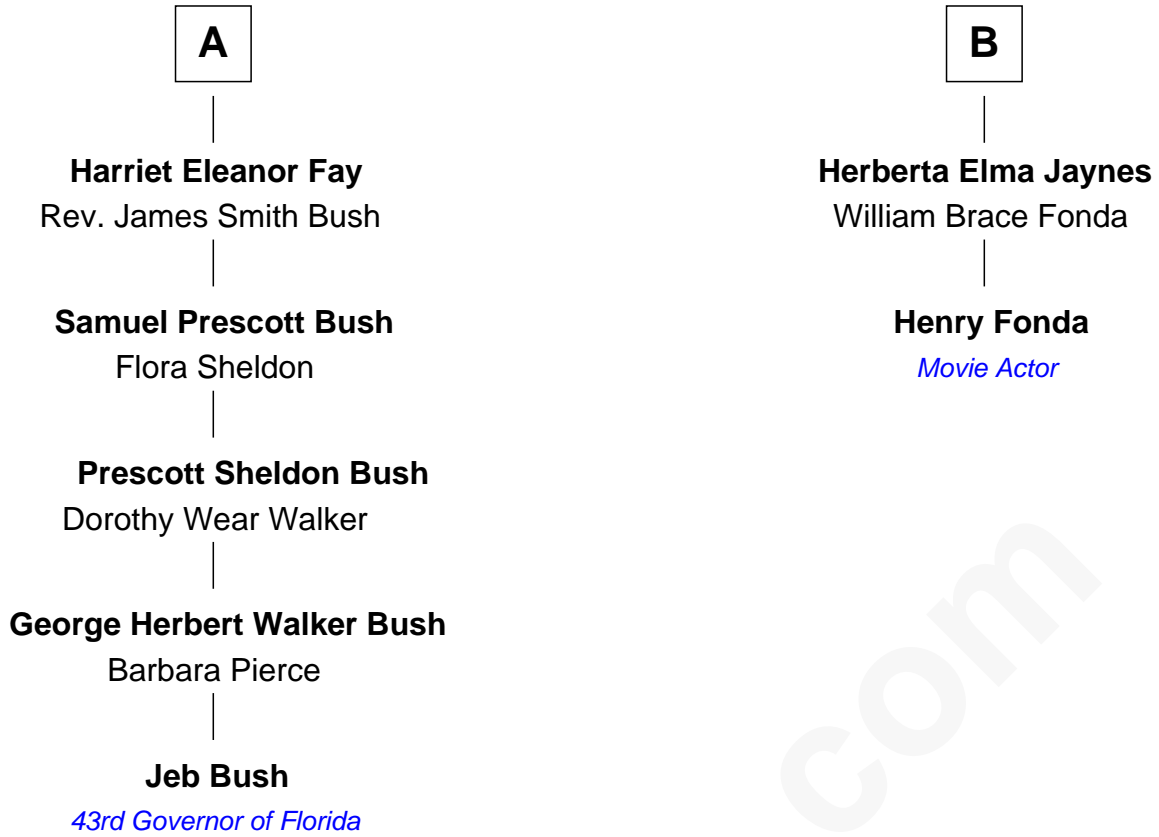 A
Harriet Eleanor Fay
Rev. James Smith Bush
Samuel Prescott Bush
Flora Sheldon
Prescott Sheldon Bush
Dorothy Wear Walker
George Herbert Walker Bush
Barbara Pierce
Jeb Bush
43rd Governor of Florida
B
Herberta Elma Jaynes
William Brace Fonda
Henry Fonda
Movie Actor
com